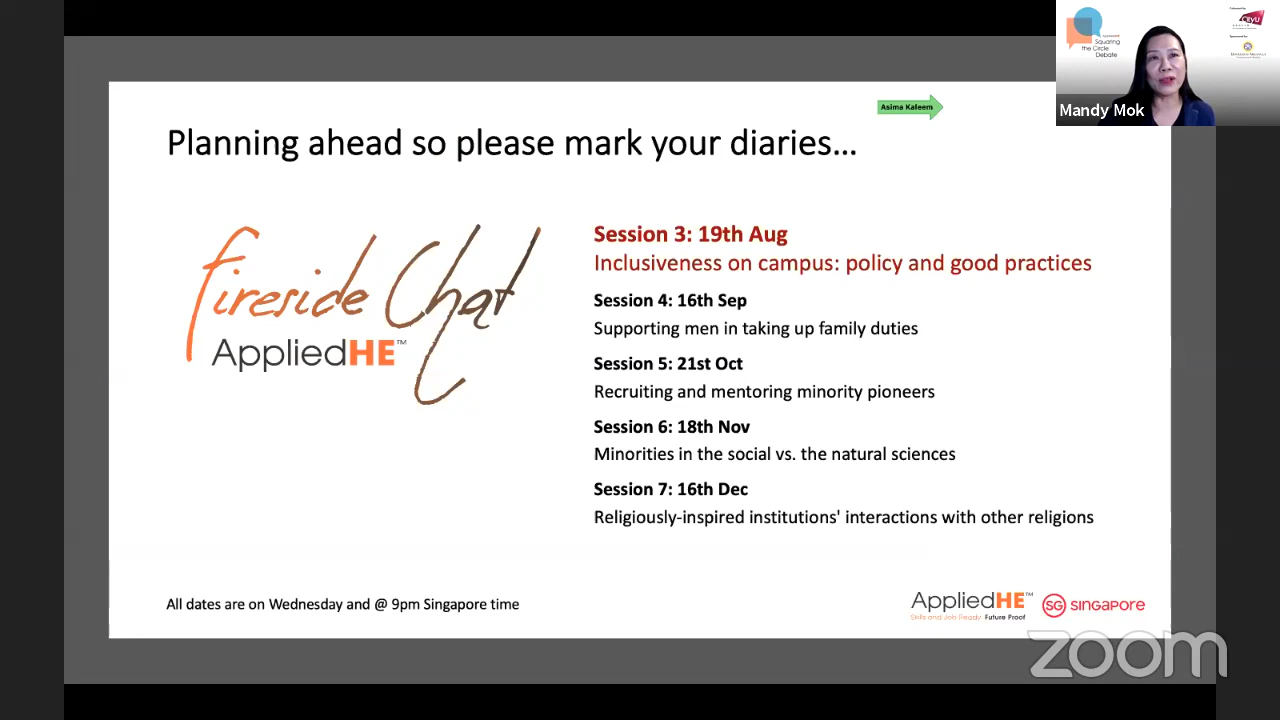 Asima Kaleem
Planning ahead so please mark your diaries...
Squaring
the Circle
Debate
Mandy Mok
Fireside Chat
AppliedHE™
Session 3: 19th Aug
Inclusiveness on campus: policy and good practices
Session 4: 16th Sep
Supporting men in taking up family duties
Session 5: 21st Oct
Recruiting and mentoring minority pioneers
Session 6: 18th Nov
Minorities in the social vs. the natural sciences
Session 7: 16th Dec
Religiously-inspired institutions' interactions with other religions
All dates are on Wednesday and @ 9pm Singapore time
AppliedHE™
Skills and Job Ready. Future Proof
SG SINGAPORE
zoom